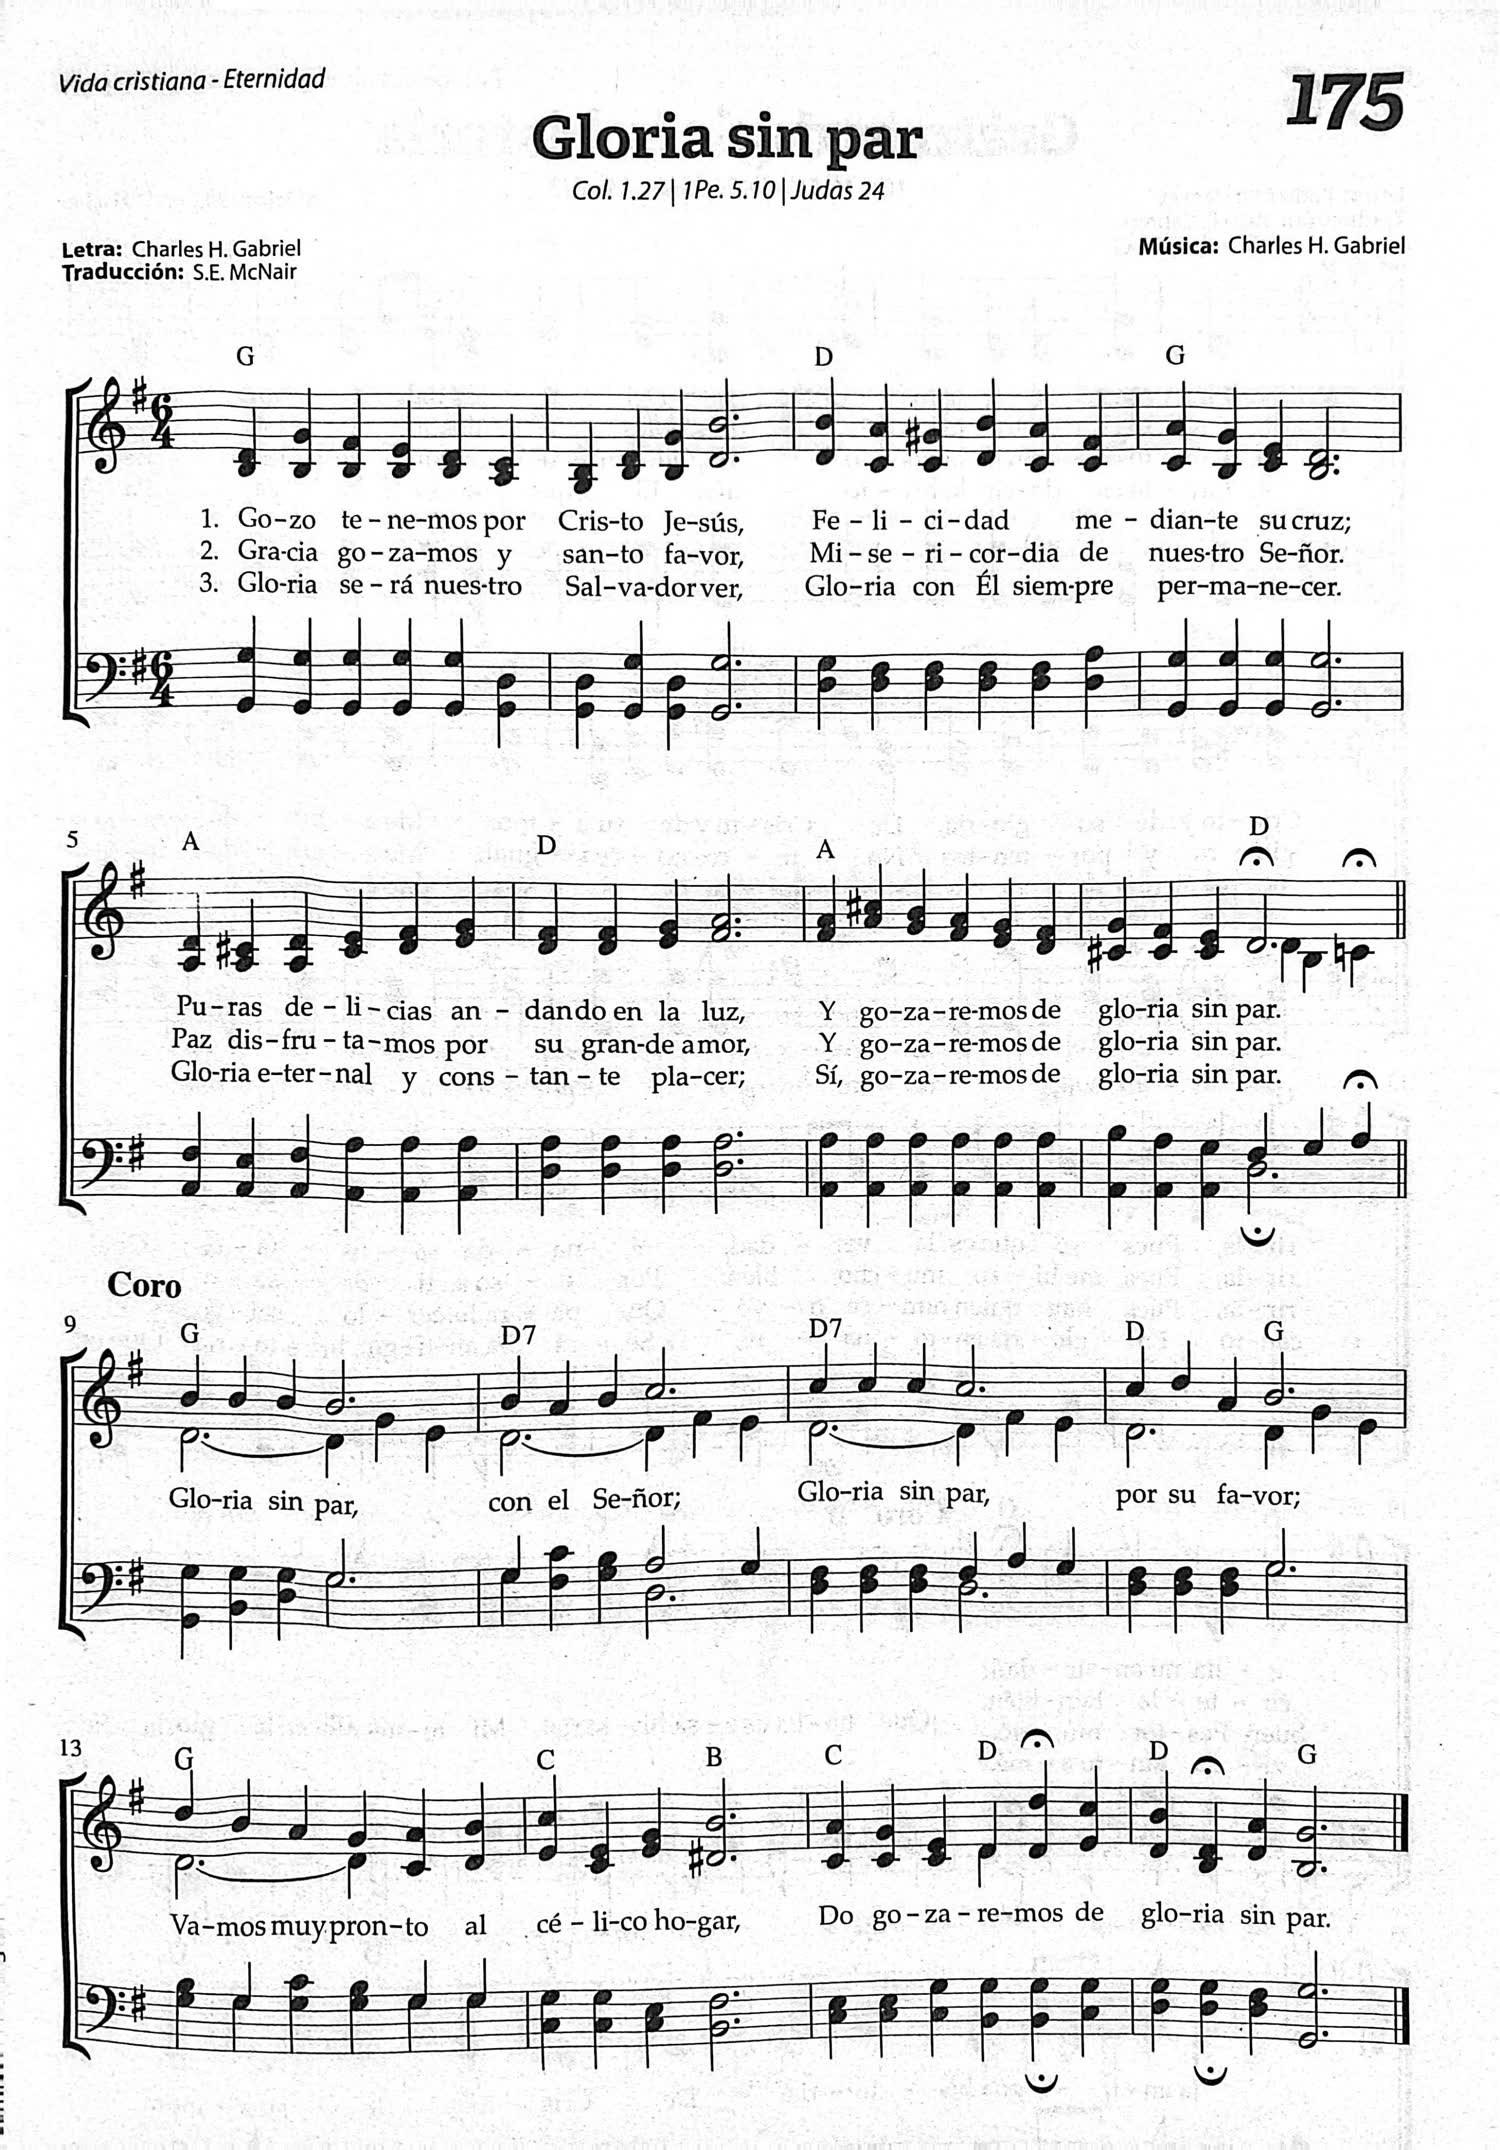 Vida cristiana - Eternidad
175
Gloria sin par
Col. 1.27 | 1Pe. 5.10 | Judas 24
Letra: Charles H. Gabriel
Música: Charles H. Gabriel
Traducción: S.E. McNair
G D G
6 4
1. Go–zo te–ne–mos por Cris–to Je–sús, Fe–li–ci–dad me–dian–te su cruz;
2. Gra-cia go–za–mos y san–to fa–vor, Mi–se–ri–cor–dia de nues–tro Se–ñor.
3. Glo-ria se–rá nues-tro Sal–va-dor ver, Glo–ria con Él siem-pre per–ma–ne–cer.
6 4
5 A D A D
Pu–ras de–li–cias an–dando en la luz, Y go–za–re–mos de glo–ria sin par.
Paz dis–fru–ta–mos por su gran-de amor, Y go–za–re–mos de glo–ria sin par.
Glo-ria e–ter–nal y cons–tan–te pla–cer; Sí, go–za–re–mos de glo–ria sin par.
Coro
9 G D7 D7 D G
Glo–ria sin par, con el Se–ñor; Glo–ria sin par, por su fa–vor;
13 G C B C D D G
Va–mos muy pron–to al cé–li–co ho–gar, Do go–za–re–mos de glo–ria sin par.